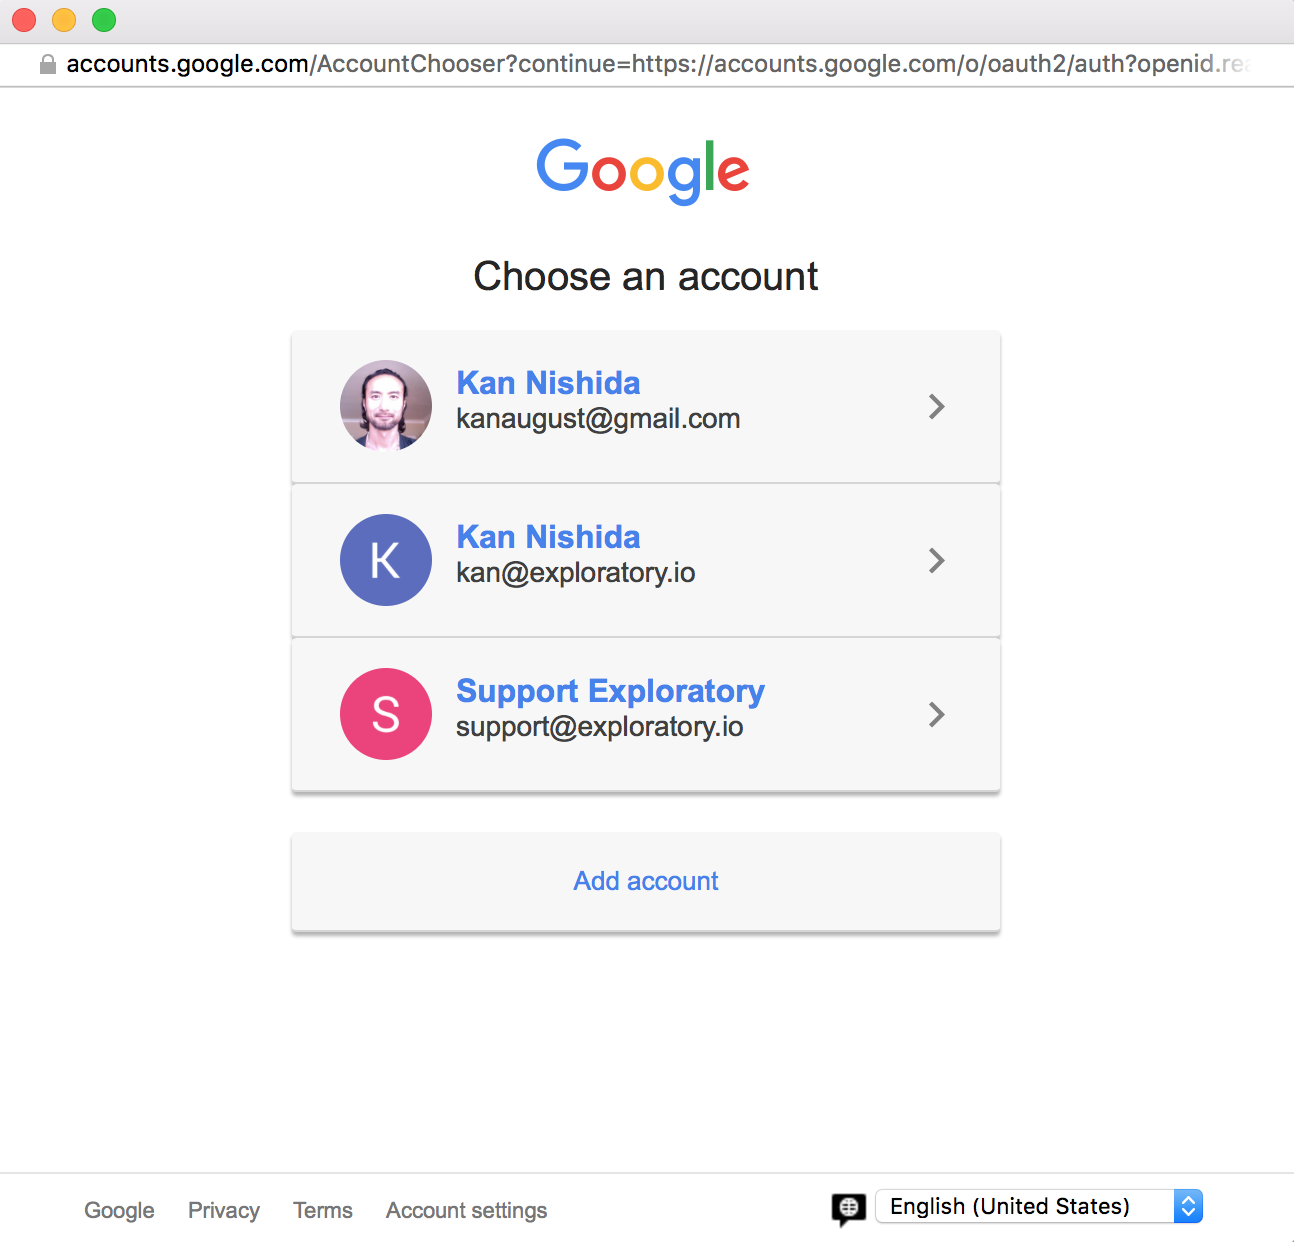 accounts.google.com/AccountChooser?continue=https://accounts.google.com/o/oauth2/auth?openid.re
Google
Choose an account
Kan Nishida
kanaugust@gmail.com
K
Kan Nishida
kan@exploratory.io
S
Support Exploratory
support@exploratory.io
Add account
Google Privacy Terms Account settings English (United States)